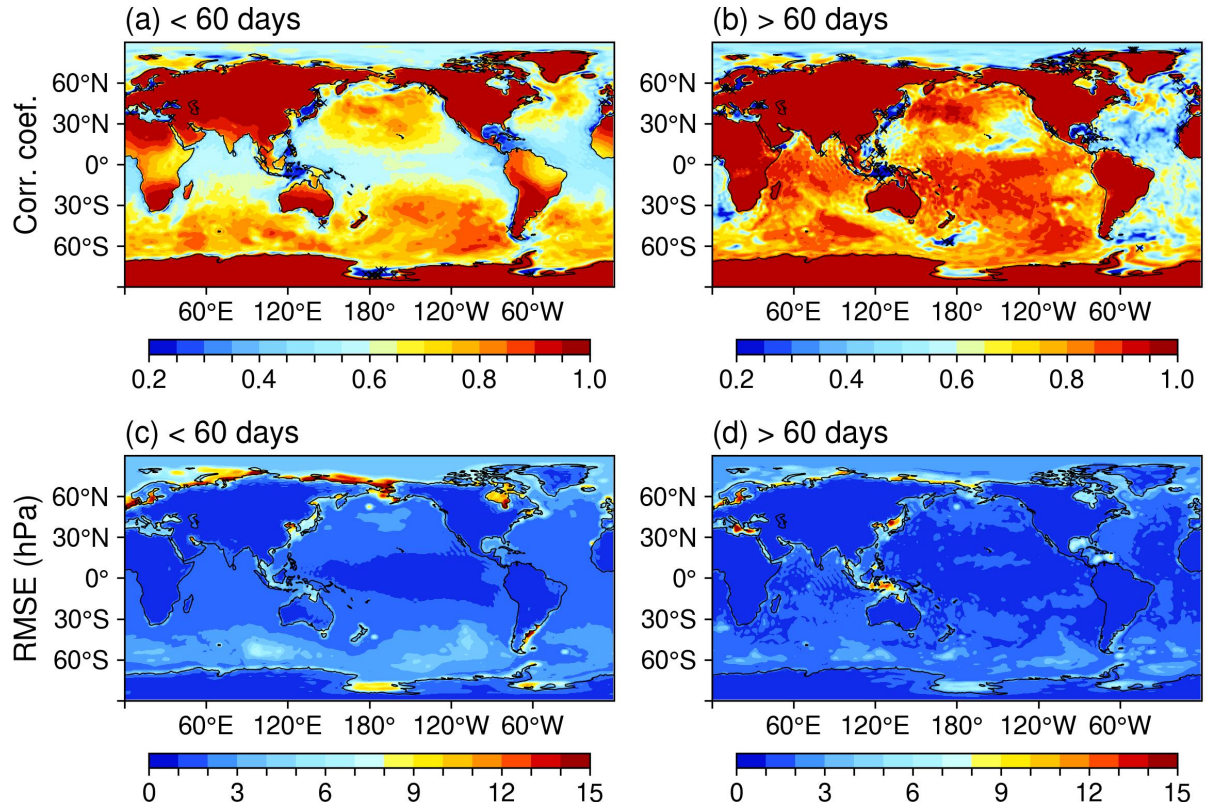 (a) < 60 days
(b) > 60 days
Corr. coef.
60°N
30°N
0°
30°S
60°S
60°N
30°N
0°
30°S
60°S
60°E 120°E 180° 120°W 60°W
60°E 120°E 180° 120°W 60°W
0.2 0.4 0.6 0.8 1.0
0.2 0.4 0.6 0.8 1.0
(c) < 60 days
(d) > 60 days
RMSE (hPa)
60°N
30°N
0°
30°S
60°S
60°N
30°N
0°
30°S
60°S
60°E 120°E 180° 120°W 60°W
60°E 120°E 180° 120°W 60°W
0 3 6 9 12 15
0 3 6 9 12 15